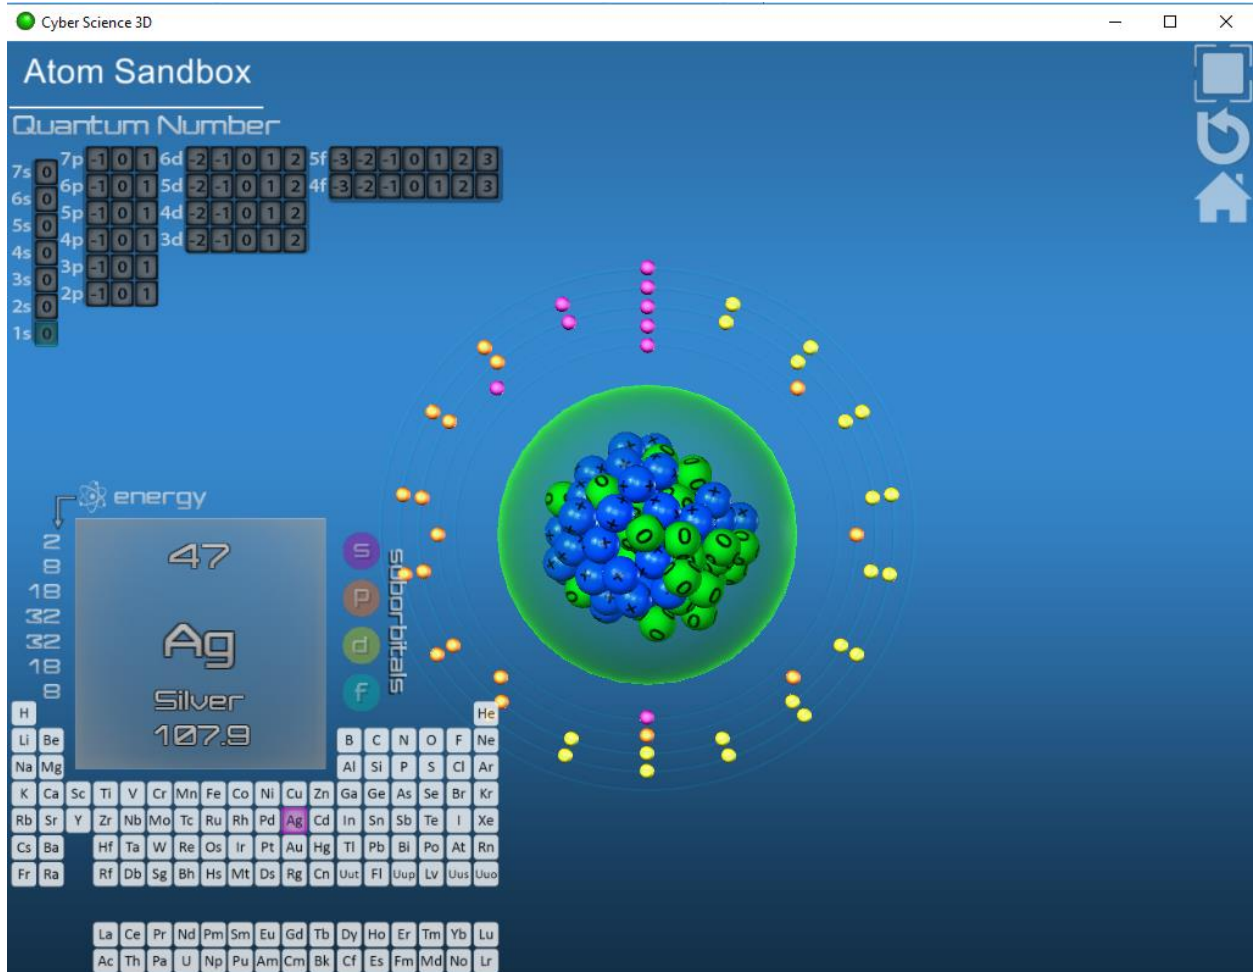 Cyber Science 3D
Atom Sandbox
Quantum Number
7p -1 0 1 6d -2 -1 0 1 2 5f -3 -2 -1 0 1 2 3
7s 0
6p -1 0 1 5d -2 -1 0 1 2 4f -3 -2 -1 0 1 2 3
6s 0
5p -1 0 1 4d -2 -1 0 1 2
5s 0
4p -1 0 1 3d -2 -1 0 1 2
4s 0
3p -1 0 1
3s 0
2p -1 0 1
2s 0
1s 0
energy
2
8
18
32
32
18
8
47
Ag
Silver
107.9
s
p
d
f
suborbitals
H He
Li Be B C N O F Ne
Na Mg Al Si P S Cl Ar
K Ca Sc Ti V Cr Mn Fe Co Ni Cu Zn Ga Ge As Se Br Kr
Rb Sr Y Zr Nb Mo Tc Ru Rh Pd Ag Cd In Sn Sb Te I Xe
Cs Ba Hf Ta W Re Os Ir Pt Au Hg Tl Pb Bi Po At Rn
Fr Ra Rf Db Sg Bh Hs Mt Ds Rg Cn Uut Fl Uup Lv Uus Uuo
La Ce Pr Nd Pm Sm Eu Gd Tb Dy Ho Er Tm Yb Lu
Ac Th Pa U Np Pu Am Cm Bk Cf Es Fm Md No Lr